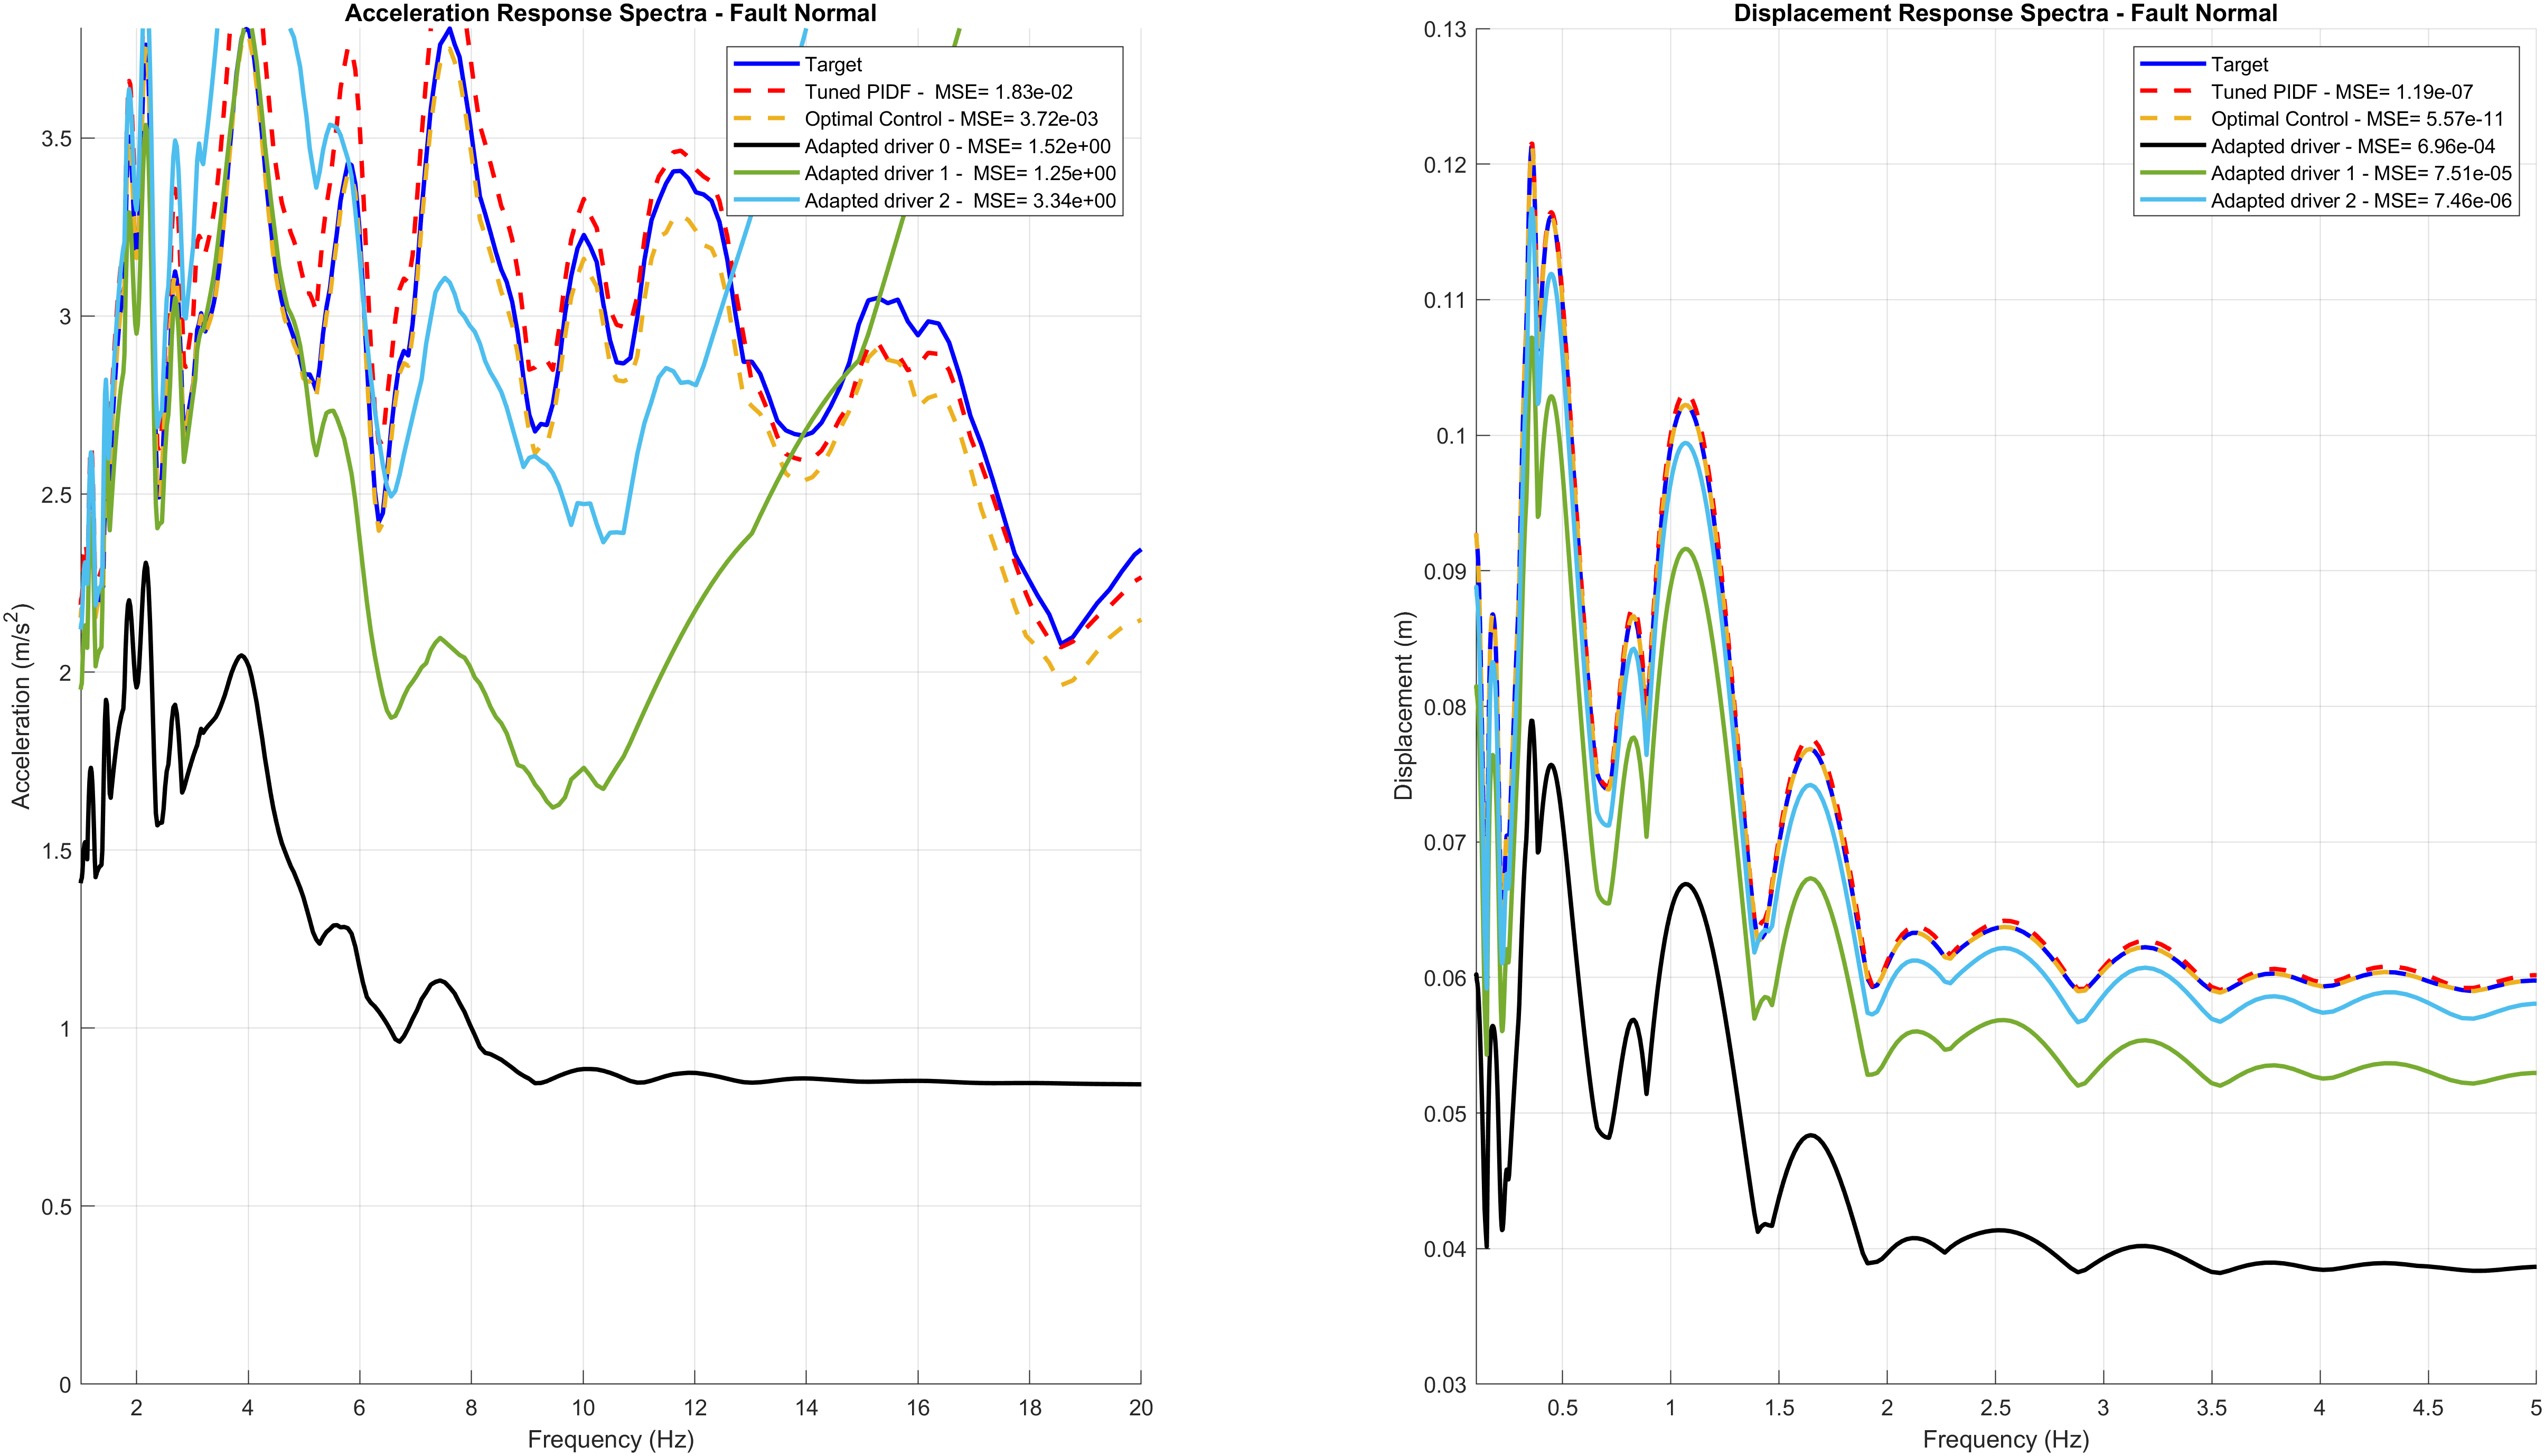 Acceleration Response Spectra - Fault Normal
Target
Tuned PIDF -  MSE= 1.83e-02
Optimal Control - MSE= 3.72e-03
Adapted driver 0 - MSE= 1.52e+00
Adapted driver 1 - MSE= 1.25e+00
Adapted driver 2 -  MSE= 3.34e+00
Acceleration (m/s²)
3.5
3
2.5
2
1.5
1
0.5
0
2 4 6 8 10 12 14 16 18 20
Frequency (Hz)
Displacement Response Spectra - Fault Normal
Target
Tuned PIDF - MSE= 1.19e-07
Optimal Control - MSE= 5.57e-11
Adapted driver - MSE= 6.96e-04
Adapted driver 1 - MSE= 7.51e-05
Adapted driver 2 - MSE= 7.46e-06
Displacement (m)
0.13
0.12
0.11
0.1
0.09
0.08
0.07
0.06
0.05
0.04
0.03
0.5 1 1.5 2 2.5 3 3.5 4 4.5 5
Frequency (Hz)